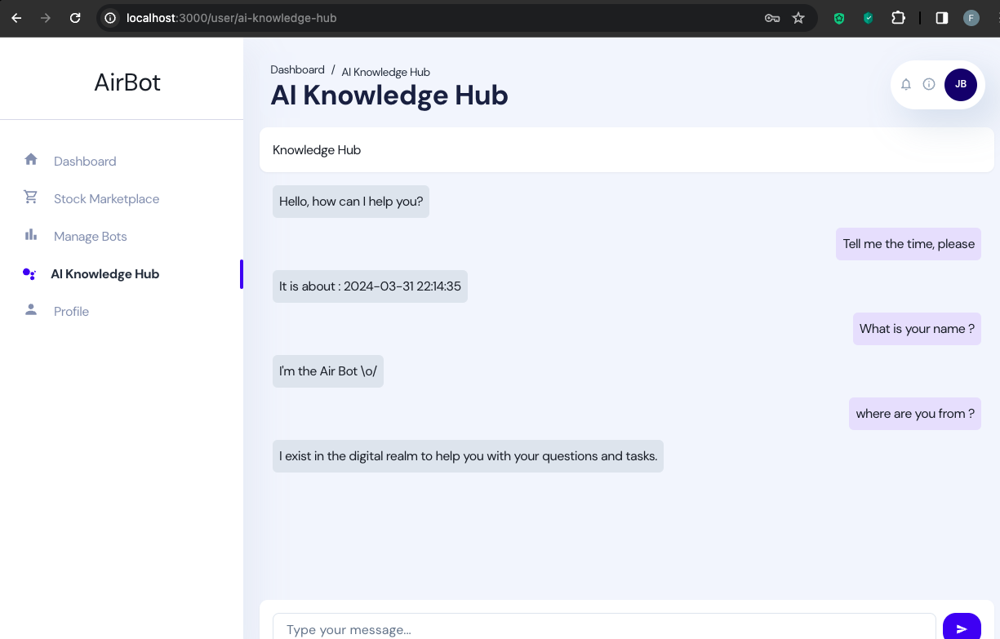 localhost:3000/user/ai-knowledge-hub
F
AirBot
Dashboard
Stock Marketplace
Manage Bots
AI Knowledge Hub
Profile
Dashboard / AI Knowledge Hub
AI Knowledge Hub
JB
Knowledge Hub
Hello, how can I help you?
Tell me the time, please
It is about : 2024-03-31 22:14:35
What is your name ?
I'm the Air Bot \o/
where are you from ?
I exist in the digital realm to help you with your questions and tasks.
Type your message...